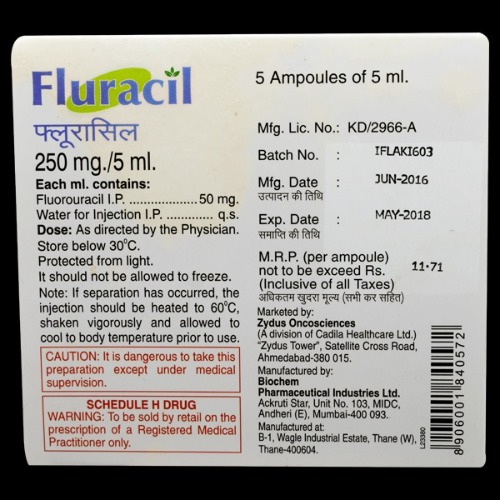 Fluracil
फ्लूरासिल
250 mg./5 ml.
Each ml. contains:
Fluorouracil I.P. ....................50 mg.
Water for Injection I.P. ............. q.s.
Dose: As directed by the Physician.
Store below 30°C.
Protected from light.
It should not be allowed to freeze.
Note: If separation has occurred, the
injection should be heated to 60°C,
shaken vigorously and allowed to
cool to body temperature prior to use.
CAUTION: It is dangerous to take this
preparation except under medical
supervision.
SCHEDULE H DRUG
WARNING: To be sold by retail on the
prescription of a Registered Medical
Practitioner only.
5 Ampoules of 5 ml.
Mfg. Lic. No.: KD/2966-A
Batch No. : IFLAKI603
Mfg. Date : JUN-2016
उत्पादन की तिथि
Exp. Date : MAY-2018
समाप्ति की तिथि
M.R.P. (per ampoule)
not to be exceed Rs. 11.71
(Inclusive of all Taxes)
अधिकतम खुदरा मूल्य (सभी कर सहित)
Marketed by:
Zydus Oncosciences
(A division of Cadila Healthcare Ltd.)
"Zydus Tower", Satellite Cross Road,
Ahmedabad-380 015.
Manufactured by:
Biochem
Pharmaceutical Industries Ltd.
Ackruti Star, Unit No. 103, MIDC,
Andheri (E), Mumbai-400 093.
Manufactured at:
B-1, Wagle Industrial Estate, Thane (W),
Thane-400604.
L23380
8906001840572